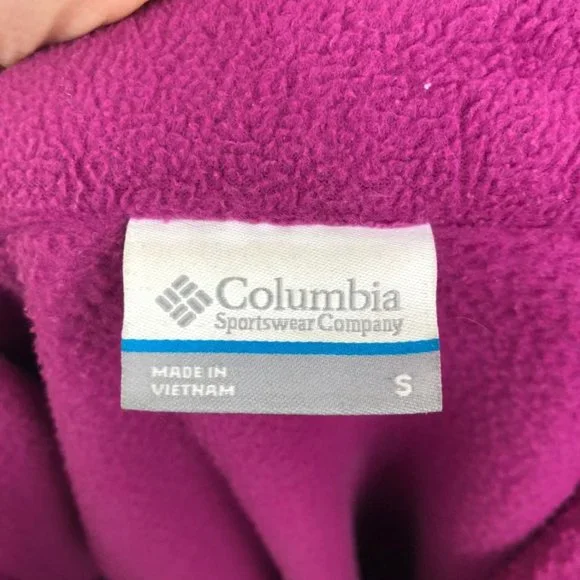 Columbia
Sportswear Company
MADE IN
VIETNAM
S